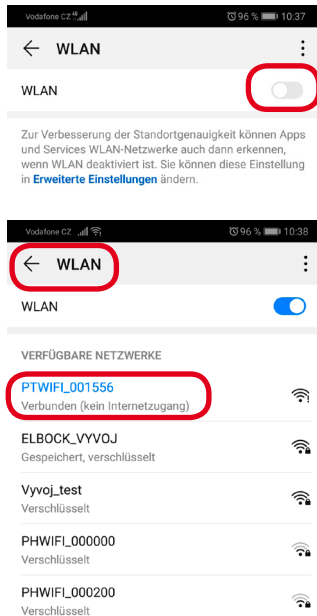 Vodafone CZ 96 % 10:37
WLAN
WLAN
Zur Verbesserung der Standortgenauigkeit können Apps
und Services WLAN-Netzwerke auch dann erkennen,
wenn WLAN deaktiviert ist. Sie können diese Einstellung
in Erweiterte Einstellungen ändern.
Vodafone CZ 96 % 10:38
WLAN
WLAN
VERFÜGBARE NETZWERKE
PTWIFI_001556
Verbunden (kein Internetzugang)
ELBOCK_VYVOJ
Gespeichert, verschlüsselt
Vyvoj_test
Verschlüsselt
PHWIFI_000000
Verschlüsselt
PHWIFI_000200
Verschlüsselt